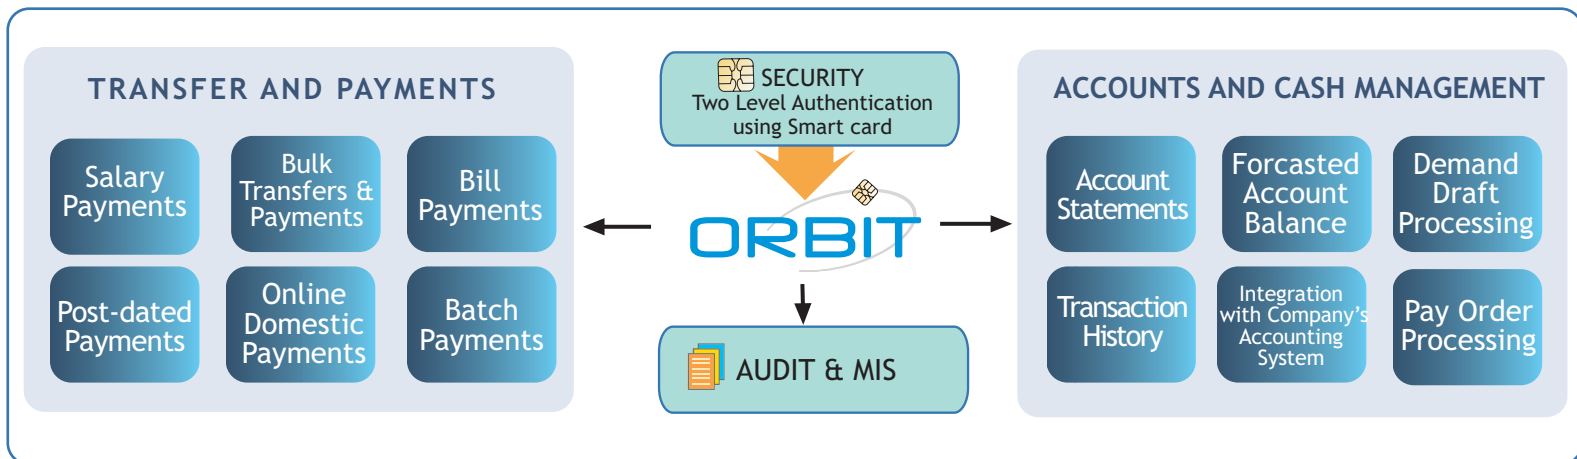 TRANSFER AND PAYMENTS
Salary
Payments
Bulk
Transfers &
Payments
Bill
Payments
Post-dated
Payments
Online
Domestic
Payments
Batch
Payments
SECURITY
Two Level Authentication
using Smart card
ORBIT
AUDIT & MIS
ACCOUNTS AND CASH MANAGEMENT
Account
Statements
Forcasted
Account
Balance
Demand
Draft
Processing
Transaction
History
Integration
with Company's
Accounting
System
Pay Order
Processing